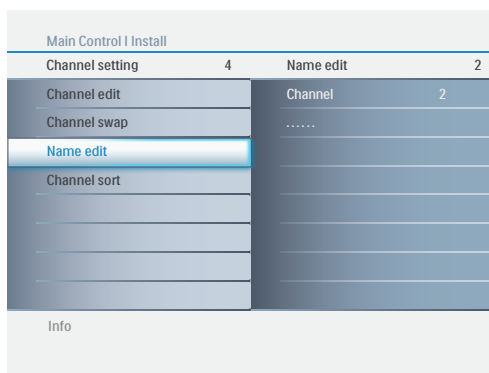 Main Control I Install
Channel setting 4
Name edit 2
Channel edit
Channel swap
Name edit
Channel sort
Channel 2
......
Info